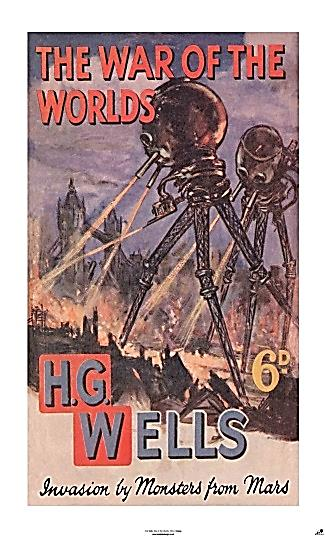 THE WAR OF THE
WORLDS
6D
H.G.
WELLS
Invasion by Monsters from Mars